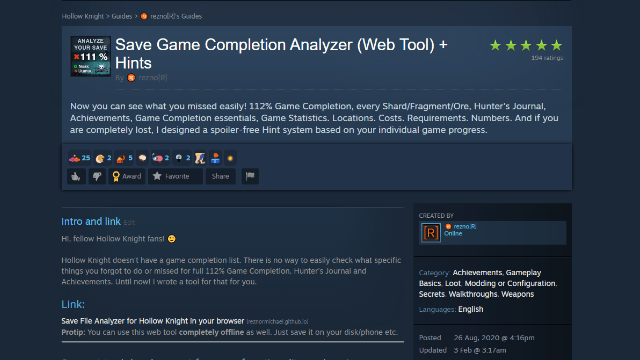 Hollow Knight > Guides > rezno[R]'s Guides
ANALYZE
YOUR SAVE
111 %
Save Game Completion Analyzer (Web Tool) +
Hints
By rezno[R]
194 ratings
Now you can see what you missed easily! 112% Game Completion, every Shard/Fragment/Ore, Hunter's Journal,
Achievements, Game Completion essentials, Game Statistics. Locations. Costs. Requirements. Numbers. And if you
are completely lost, I designed a spoiler-free Hint system based on your individual game progress.
25 2 5 2 2
Award Favorite Share
Intro and link Edit
Hi, fellow Hollow Knight fans! 😉
Hollow Knight doesn't have a game completion list. There is no way to easily check what specific
things you forgot to do or missed for full 112% Game Completion, Hunter's Journal and
Achievements. Until now! I wrote a tool for that for you.
Link:
Save File Analyzer for Hollow Knight in your browser [reznormichael.github.io]
Protip: You can use this web tool completely offline as well. Just save it on your disk/phone etc.
CREATED BY
[R]
rezno[R]
Online
Category: Achievements, Gameplay
Basics, Loot, Modding or Configuration,
Secrets, Walkthroughs, Weapons
Languages: English
Posted 26 Aug, 2020 @ 4:16pm
Updated 3 Feb @ 3:17am